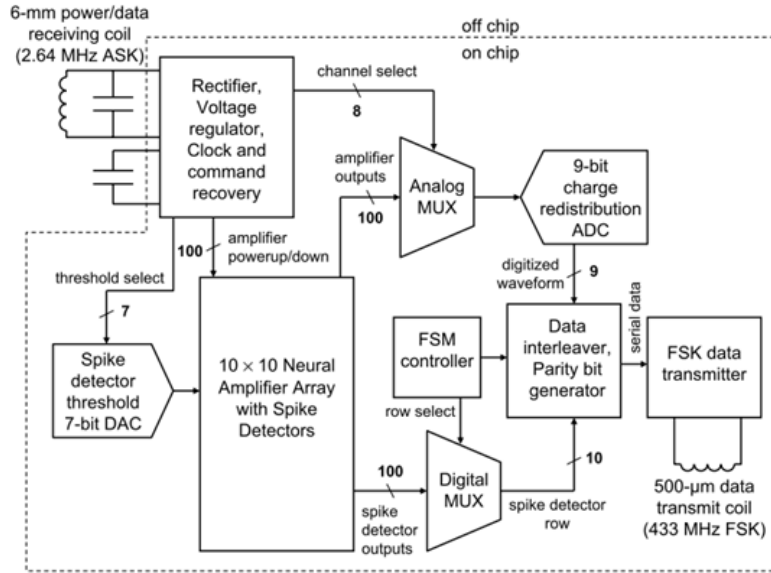 6-mm power/data
receiving coil
(2.64 MHz ASK)
off chip
on chip
Rectifier,
Voltage
regulator,
Clock and
command
recovery
channel select
8
amplifier
outputs
100
Analog
MUX
9-bit
charge
redistribution
ADC
100
amplifier
powerup/down
threshold select
7
digitized
waveform
9
serial data
Spike
detector
threshold
7-bit DAC
10 × 10 Neural
Amplifier Array
with Spike
Detectors
FSM
controller
Data
interleaver,
Parity bit
generator
FSK data
transmitter
row select
100
spike
detector
outputs
Digital
MUX
10
spike detector
row
500-μm data
transmit coil
(433 MHz FSK)